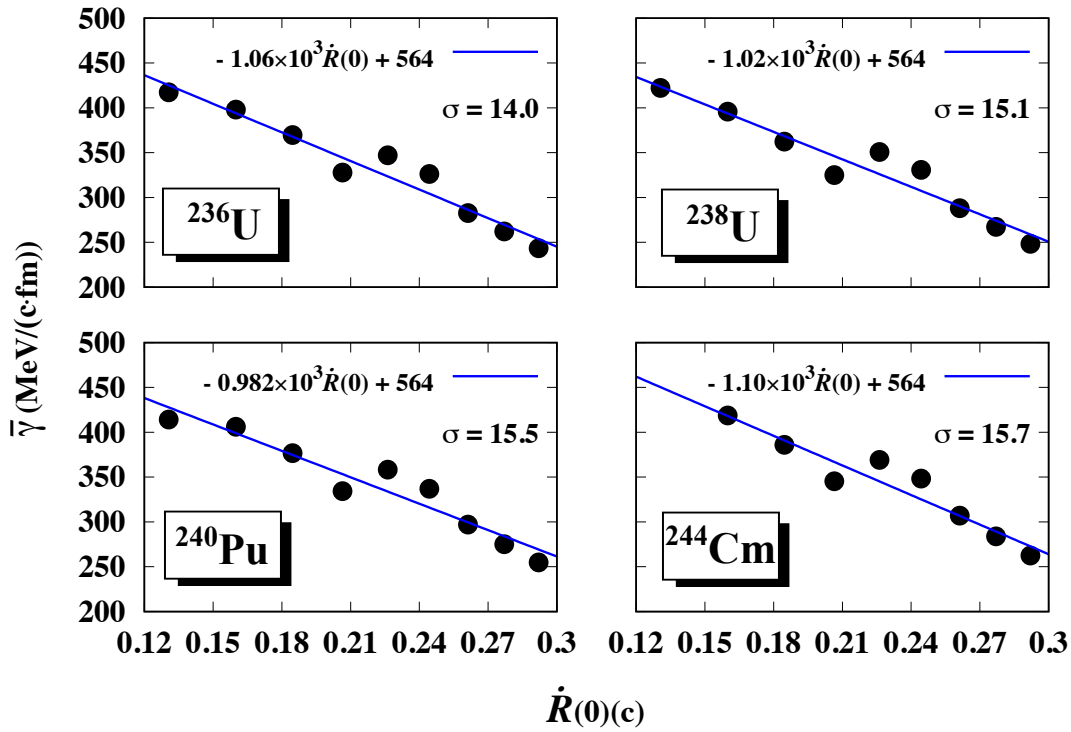 500
450
400
350
300
250
200
- 1.06×10³Ṙ(0) + 564
σ = 14.0
²³⁶U
- 1.02×10³Ṙ(0) + 564
σ = 15.1
²³⁸U
γ̄ (MeV/(c·fm))
500
450
400
350
300
250
200
- 0.982×10³Ṙ(0) + 564
σ = 15.5
²⁴⁰Pu
- 1.10×10³Ṙ(0) + 564
σ = 15.7
²⁴⁴Cm
0.12 0.15 0.18 0.21 0.24 0.27 0.3
0.12 0.15 0.18 0.21 0.24 0.27 0.3
Ṙ(0)(c)